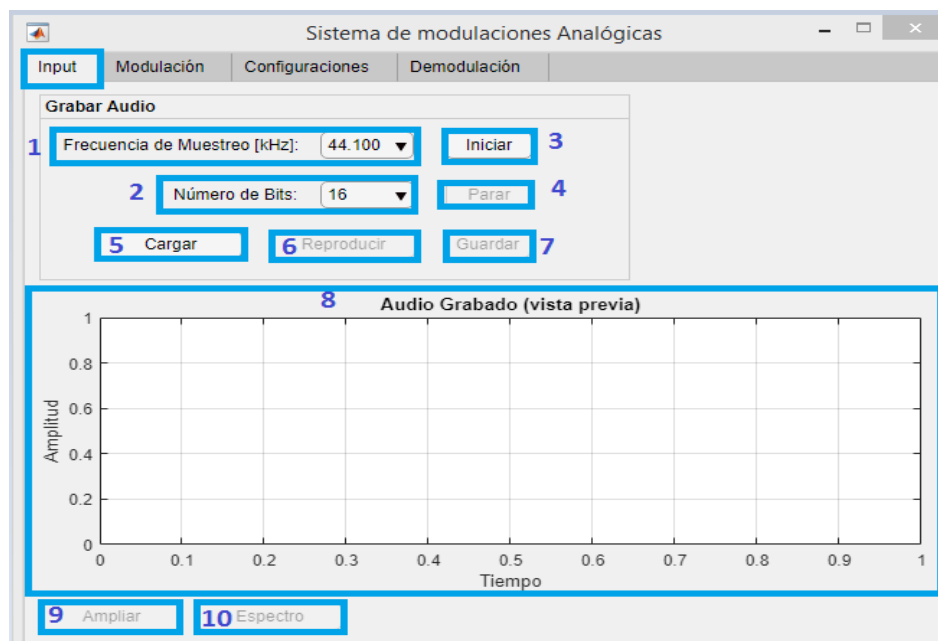 Sistema de modulaciones Analógicas
Input Modulación Configuraciones Demodulación
Grabar Audio
1 Frecuencia de Muestreo [kHz]: 44.100 Iniciar 3
2 Número de Bits: 16 Parar 4
5 Cargar 6 Reproducir Guardar 7
8 Audio Grabado (vista previa)
1
0.8
0.6
0.4
0.2
0
Amplitud
0 0.1 0.2 0.3 0.4 0.5 0.6 0.7 0.8 0.9 1
Tiempo
9 Ampliar 10 Espectro